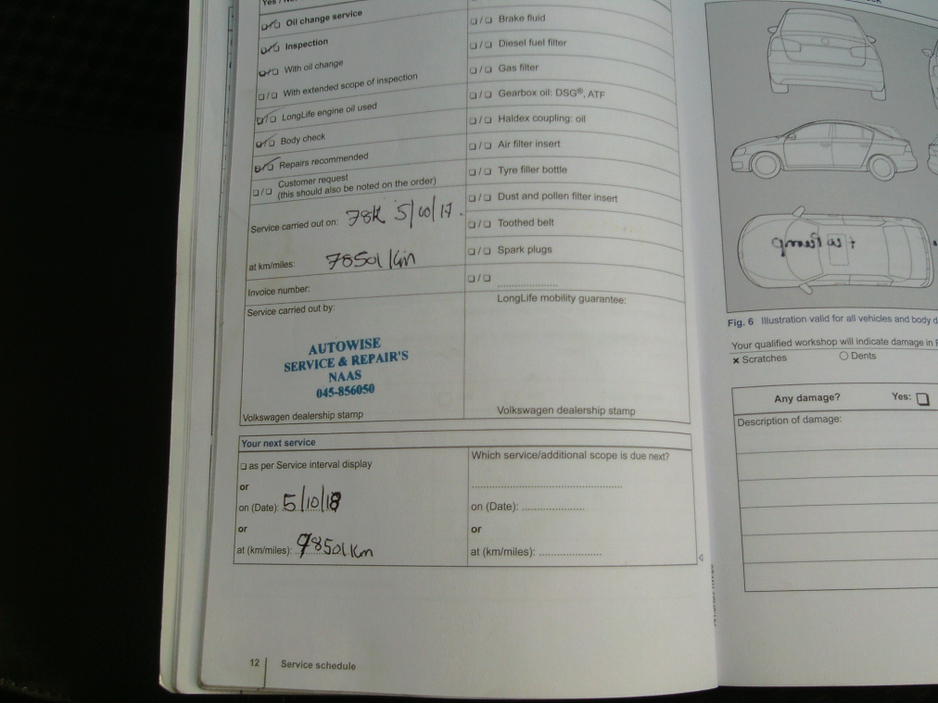 Oil change service
Inspection
With oil change
With extended scope of inspection
LongLife engine oil used
Body check
Repairs recommended
Customer request
(this should also be noted on the order)
Service carried out on: 78k 5/10/17.
at km/miles: 78501 km
Invoice number:
Service carried out by:
AUTOWISE
SERVICE & REPAIR'S
NAAS
045-856050
Volkswagen dealership stamp
Brake fluid
Diesel fuel filter
Gas filter
Gearbox oil: DSG®, ATF
Haldex coupling: oil
Air filter insert
Tyre filler bottle
Dust and pollen filter insert
Toothed belt
Spark plugs
LongLife mobility guarantee:
Volkswagen dealership stamp
Your next service
as per Service interval display
or
on (Date): 5/10/18
or
at (km/miles): 98501 km
Which service/additional scope is due next?
on (Date):
or
at (km/miles):
12 Service schedule
Fig. 6 Illustration valid for all vehicles and body
Your qualified workshop will indicate damage in
x Scratches O Dents
Any damage? Yes:
Description of damage: